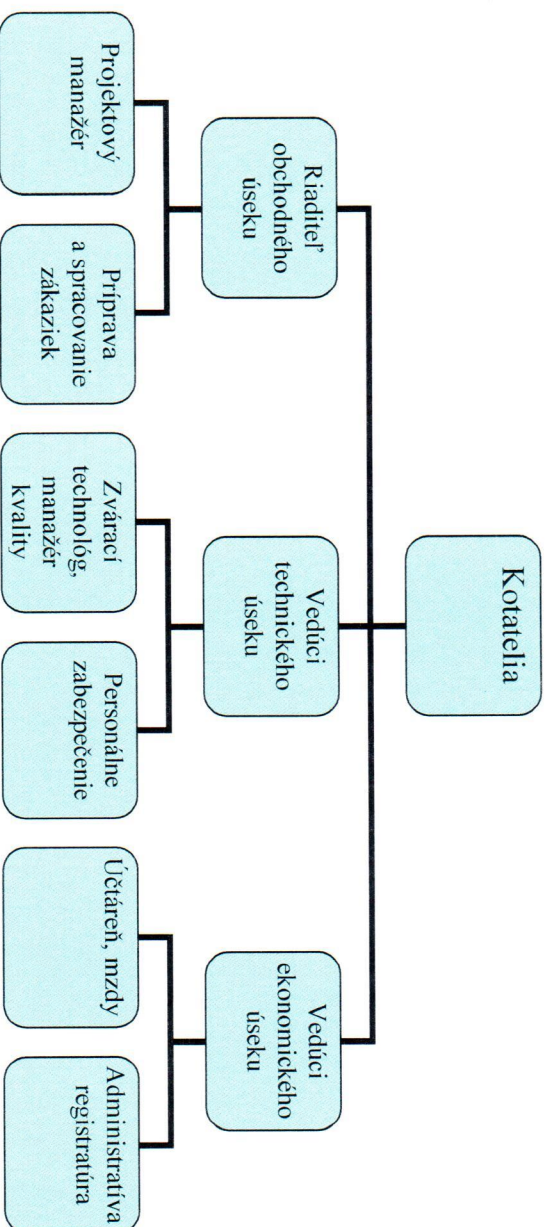 Kotatelia
Riaditeľ
obchodného
úseku
Vedúci
technického
úseku
Vedúci
ekonomického
úseku
Projektový
manažér
Príprava
a spracovanie
zákaziek
Zvárací
technológ,
manažér
kvality
Personálne
zabezpečenie
Účtáreň, mzdy
Administratíva
registratúra